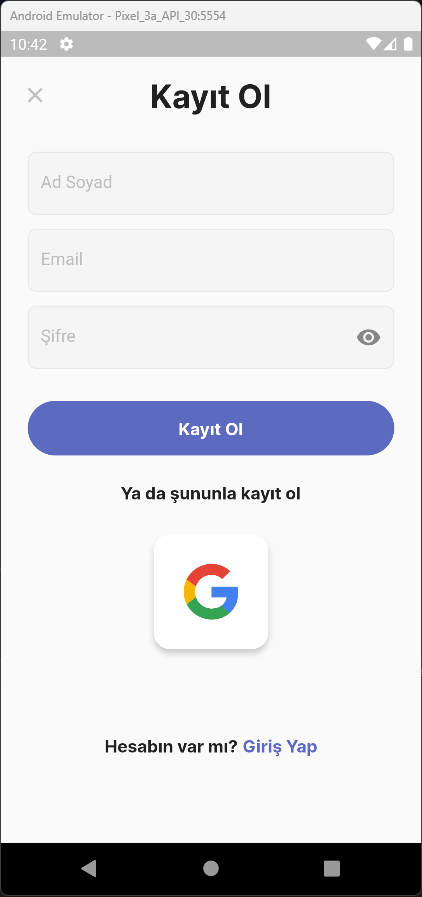 Android Emulator - Pixel_3a_API_30:5554
10:42
Kayıt Ol
Ad Soyad
Email
Şifre
Kayıt Ol
Ya da şununla kayıt ol
Hesabın var mı? Giriş Yap